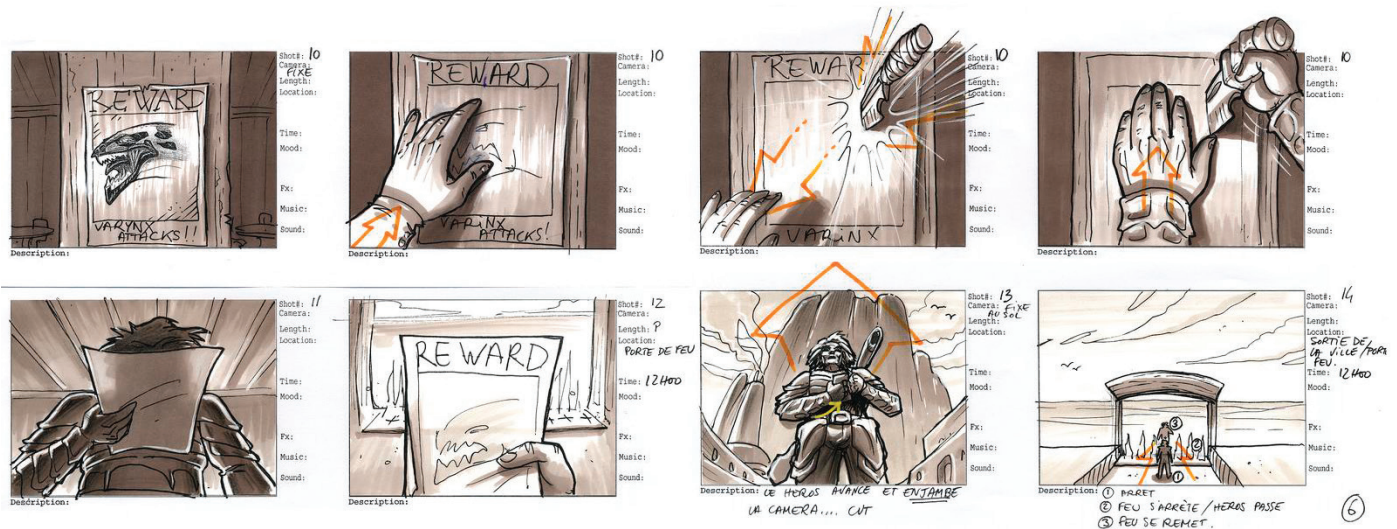 REWARD
VARYNX
ATTACKS!!
Shot#: 10
Camera:
FIXE
Length:
Location:
Time:
Mood:
Fx:
Music:
Sound:
Description:
REWARD
VARINX
ATTACKS!
Shot#: 10
Camera:
Length:
Location:
Time:
Mood:
Fx:
Music:
Sound:
Description:
REWAR
VARINX
Shot#: 10
Camera:
Length:
Location:
Time:
Mood:
Fx:
Music:
Sound:
Description:
Shot#: 10
Camera:
Length:
Location:
Time:
Mood:
Fx:
Music:
Sound:
Description:
Shot#: 11
Camera:
Length:
Location:
Time:
Mood:
Fx:
Music:
Sound:
Description:
REWARD
Shot#: 12
Camera:
Length: P
Location:
PORTE DE FEU
Time: 12H00
Mood:
Fx:
Music:
Sound:
Description:
Shot#: 13
Camera: FIXE
AU SOL
Length:
Location:
Time:
Mood:
Fx:
Music:
Sound:
Description: LE HEROS AVANCE ET ENJAMBE
LA CAMERA.... CUT
3
2
1
Shot#: 14
Camera:
Length:
Location:
SORTIE DE
LA VILLE/PORTE
FEU.
Time: 12H00
Mood:
Fx:
Music:
Sound:
Description: 1 ARRET
2 FEU S'ARRÈTE/HEROS PASSE
3 FEU SE REMET.
6